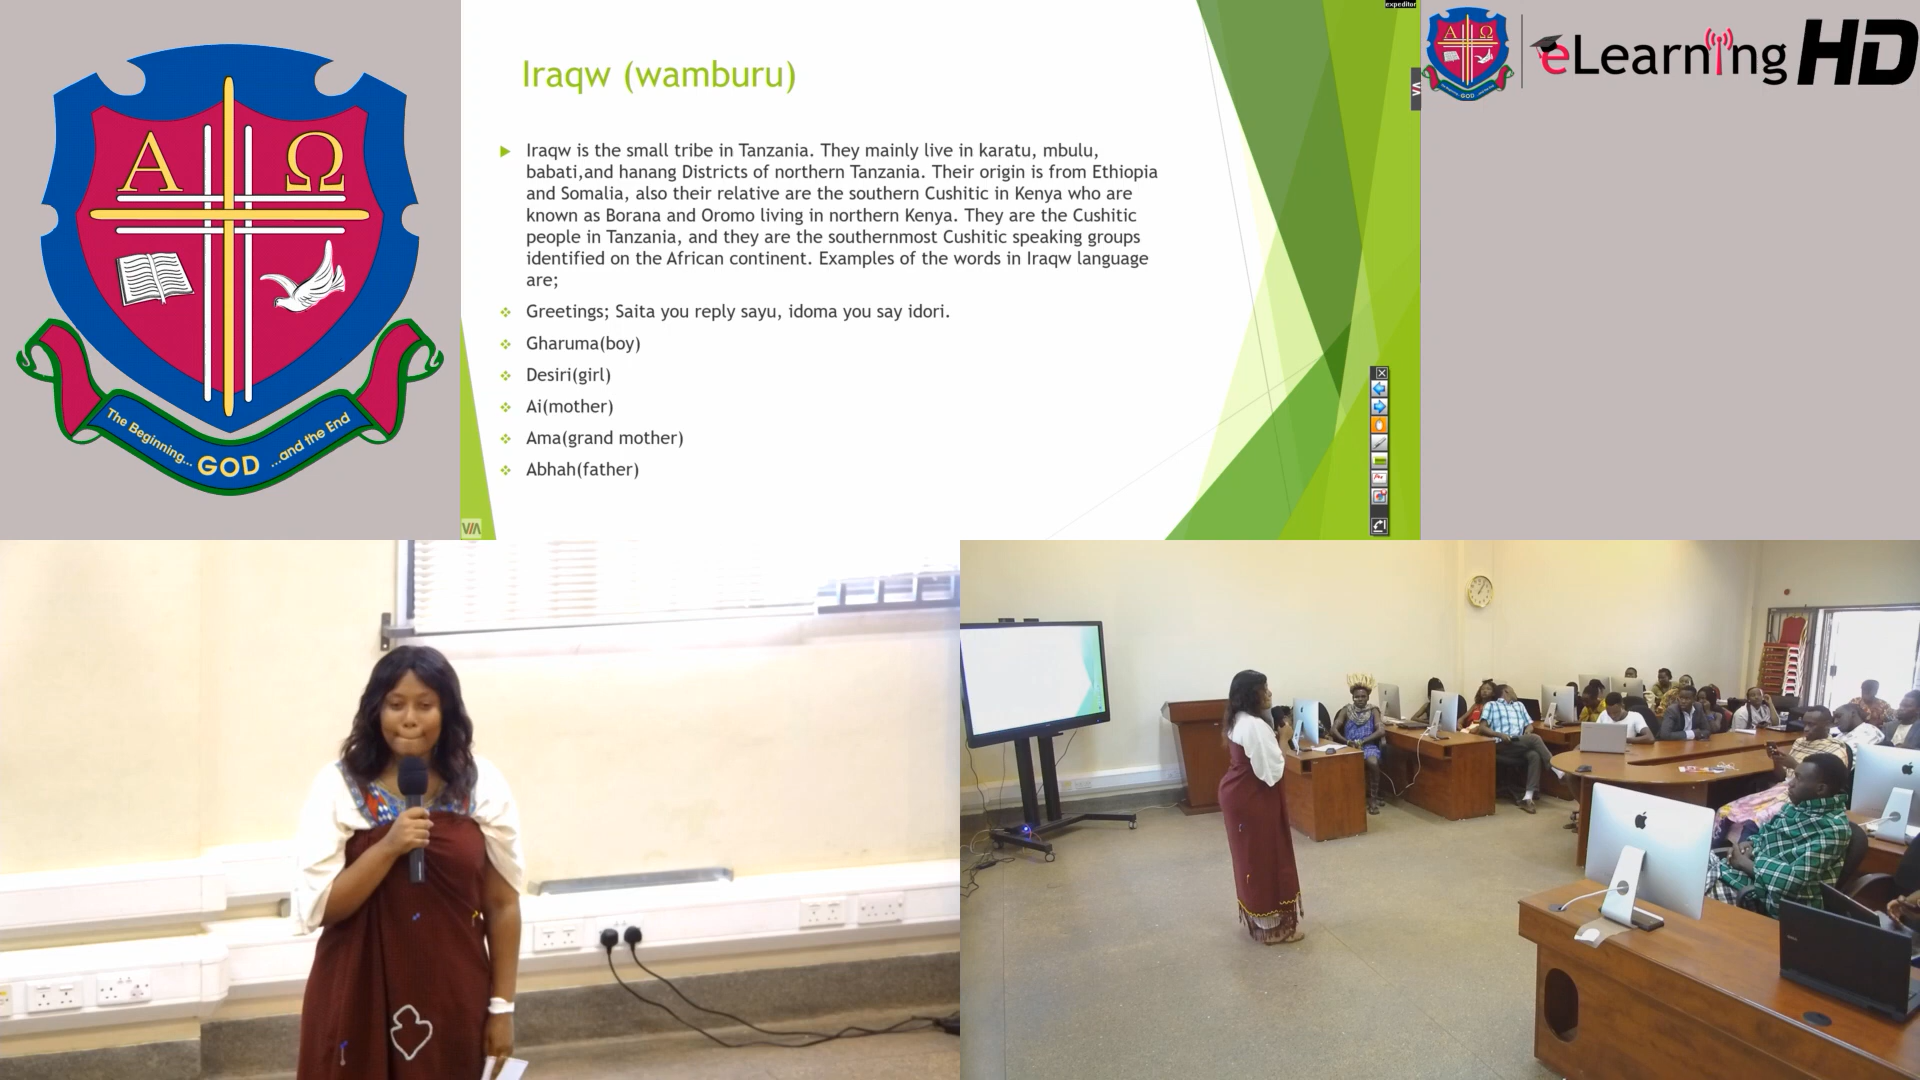 Α Ω
The Beginning... GOD ...and the End
expeditor
Iraqw (wamburu)
Iraqw is the small tribe in Tanzania. They mainly live in karatu, mbulu,
babati,and hanang Districts of northern Tanzania. Their origin is from Ethiopia
and Somalia, also their relative are the southern Cushitic in Kenya who are
known as Borana and Oromo living in northern Kenya. They are the Cushitic
people in Tanzania, and they are the southernmost Cushitic speaking groups
identified on the African continent. Examples of the words in Iraqw language
are;
Greetings; Saita you reply sayu, idoma you say idori.
Gharuma(boy)
Desiri(girl)
Ai(mother)
Ama(grand mother)
Abhah(father)
VIA
Α Ω
GOD
eLearning HD